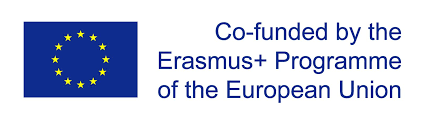 Co-funded by the
Erasmus+ Programme
of the European Union